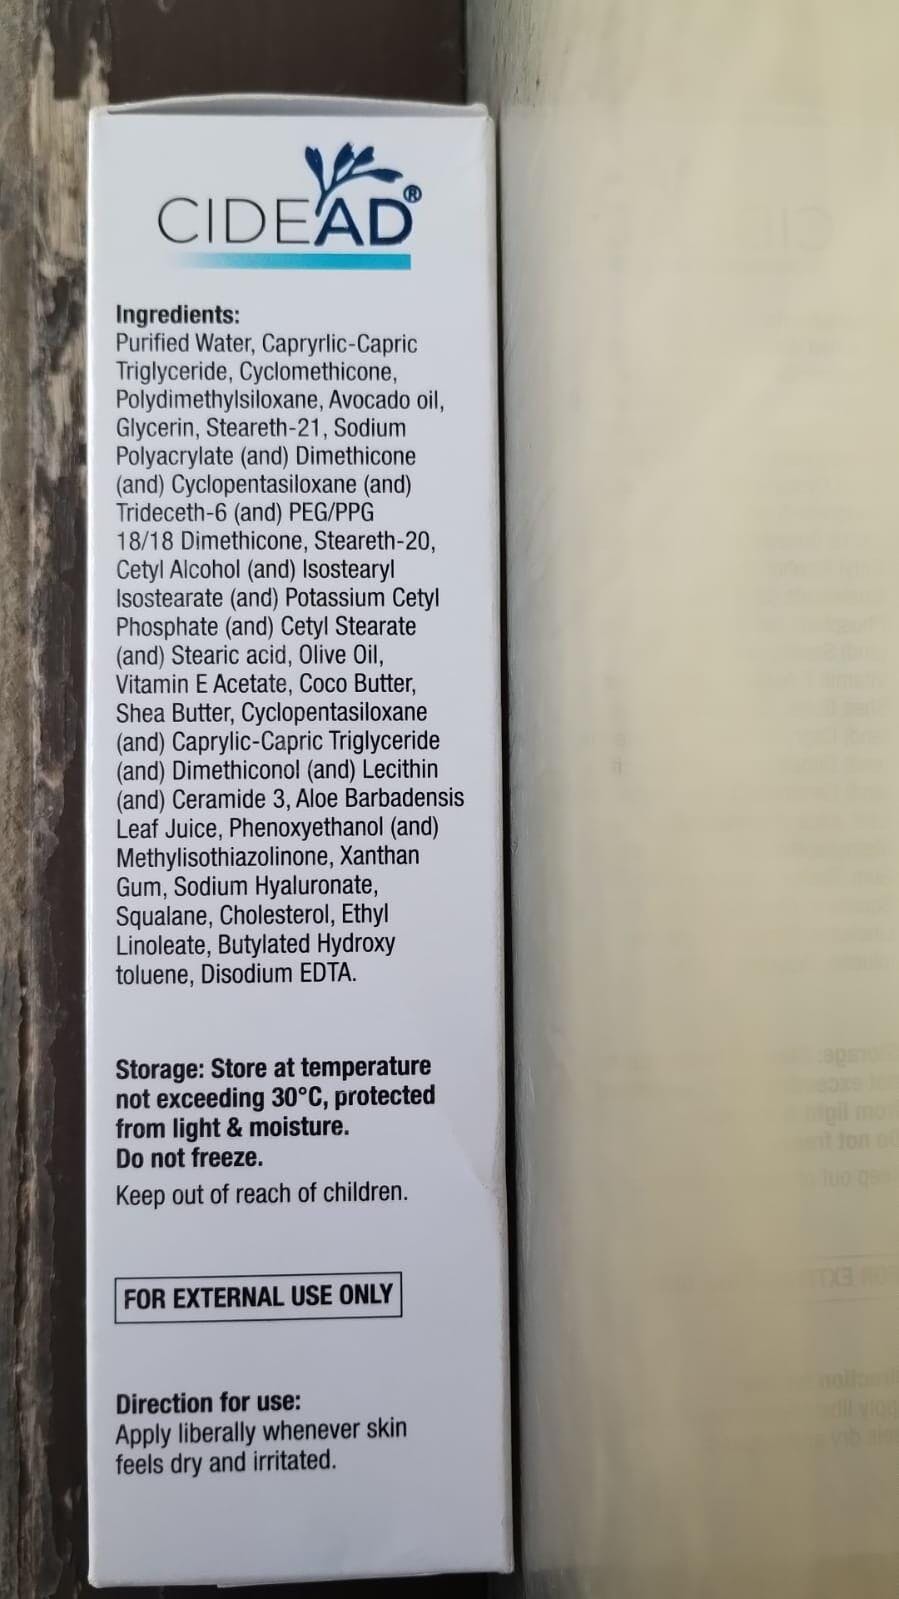 CIDEAD®
Ingredients:
Purified Water, Capryrlic-Capric
Triglyceride, Cyclomethicone,
Polydimethylsiloxane, Avocado oil,
Glycerin, Steareth-21, Sodium
Polyacrylate (and) Dimethicone
(and) Cyclopentasiloxane (and)
Trideceth-6 (and) PEG/PPG
18/18 Dimethicone, Steareth-20,
Cetyl Alcohol (and) Isostearyl
Isostearate (and) Potassium Cetyl
Phosphate (and) Cetyl Stearate
(and) Stearic acid, Olive Oil,
Vitamin E Acetate, Coco Butter,
Shea Butter, Cyclopentasiloxane
(and) Caprylic-Capric Triglyceride
(and) Dimethiconol (and) Lecithin
(and) Ceramide 3, Aloe Barbadensis
Leaf Juice, Phenoxyethanol (and)
Methylisothiazolinone, Xanthan
Gum, Sodium Hyaluronate,
Squalane, Cholesterol, Ethyl
Linoleate, Butylated Hydroxy
toluene, Disodium EDTA.
Storage: Store at temperature
not exceeding 30°C, protected
from light & moisture.
Do not freeze.
Keep out of reach of children.
FOR EXTERNAL USE ONLY
Direction for use:
Apply liberally whenever skin
feels dry and irritated.